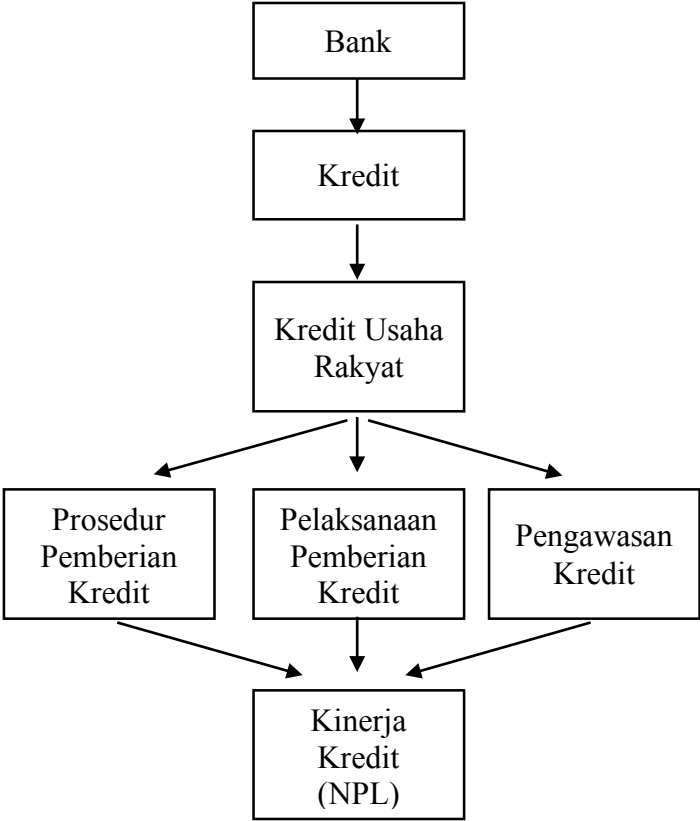 Bank
Kredit
Kredit Usaha
Rakyat
Prosedur
Pemberian
Kredit
Pelaksanaan
Pemberian
Kredit
Pengawasan
Kredit
Kinerja
Kredit
(NPL)